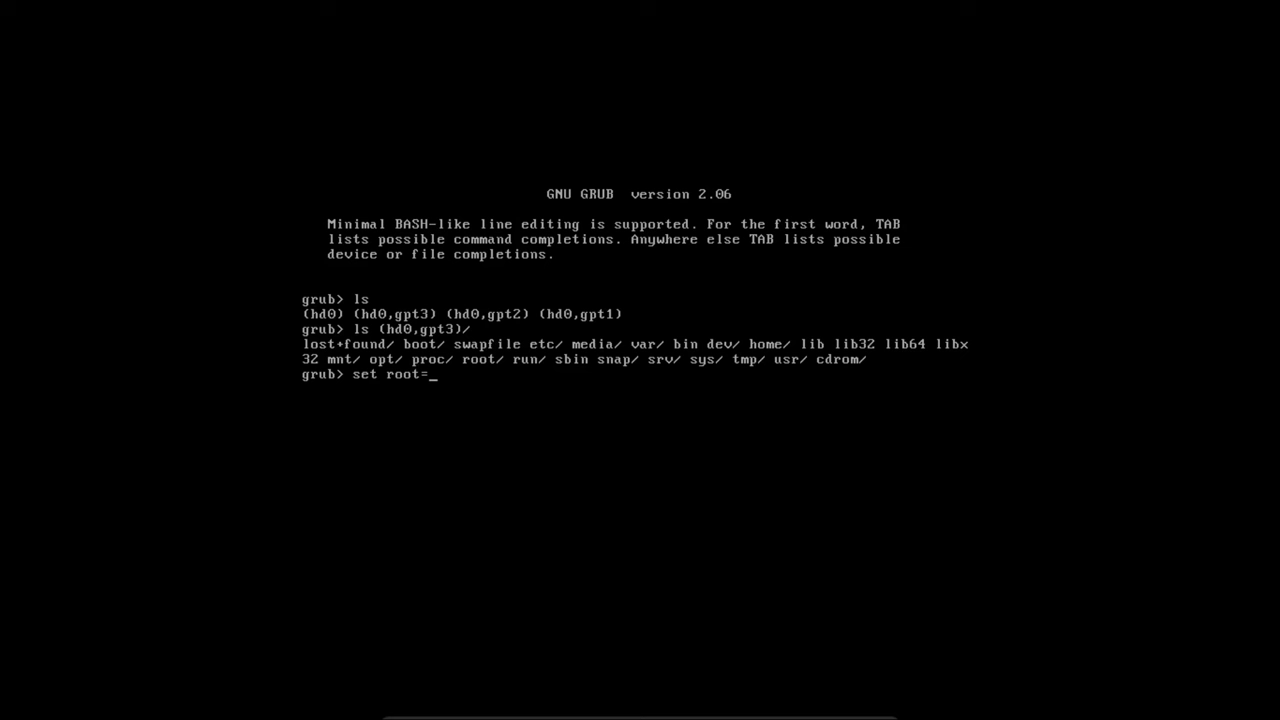 GNU GRUB  version 2.06
Minimal BASH-like line editing is supported. For the first word, TAB
lists possible command completions. Anywhere else TAB lists possible
device or file completions.
grub> ls
(hd0) (hd0,gpt3) (hd0,gpt2) (hd0,gpt1)
grub> ls (hd0,gpt3)/
lost+found/ boot/ swapfile etc/ media/ var/ bin dev/ home/ lib lib32 lib64 libx
32 mnt/ opt/ proc/ root/ run/ sbin snap/ srv/ sys/ tmp/ usr/ cdrom/
grub> set root=_